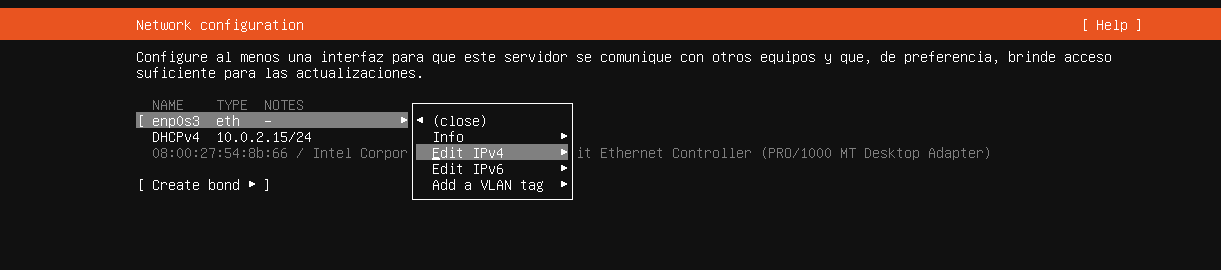 Network configuration [ Help ]
Configure al menos una interfaz para que este servidor se comunique con otros equipos y que, de preferencia, brinde acceso
suficiente para las actualizaciones.
NAME TYPE NOTES
[ enp0s3 eth – ▸
DHCPv4 10.0.2.15/24
08:00:27:54:8b:66 / Intel Corpor it Ethernet Controller (PRO/1000 MT Desktop Adapter)
◂ (close)
Info ▸
Edit IPv4 ▸
Edit IPv6 ▸
Add a VLAN tag ▸
[ Create bond ▸ ]